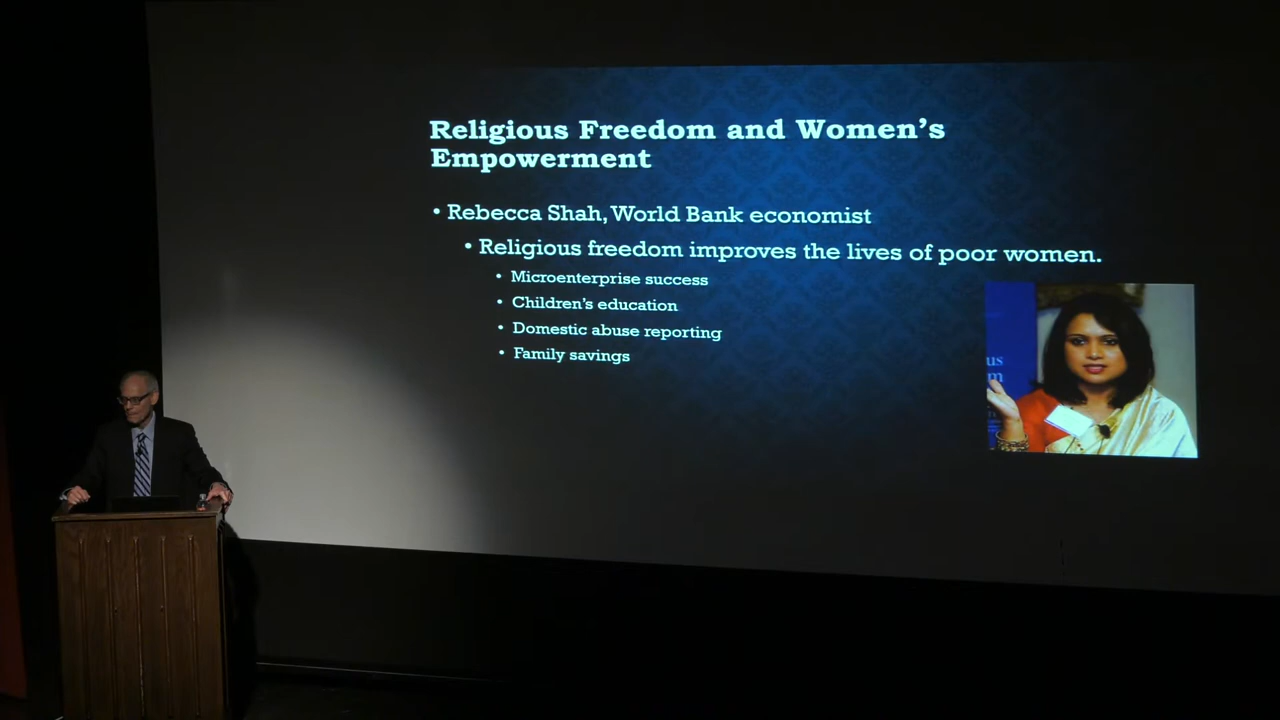 Religious Freedom and Women's
Empowerment
• Rebecca Shah, World Bank economist
• Religious freedom improves the lives of poor women.
• Microenterprise success
• Children's education
• Domestic abuse reporting
• Family savings
us
m